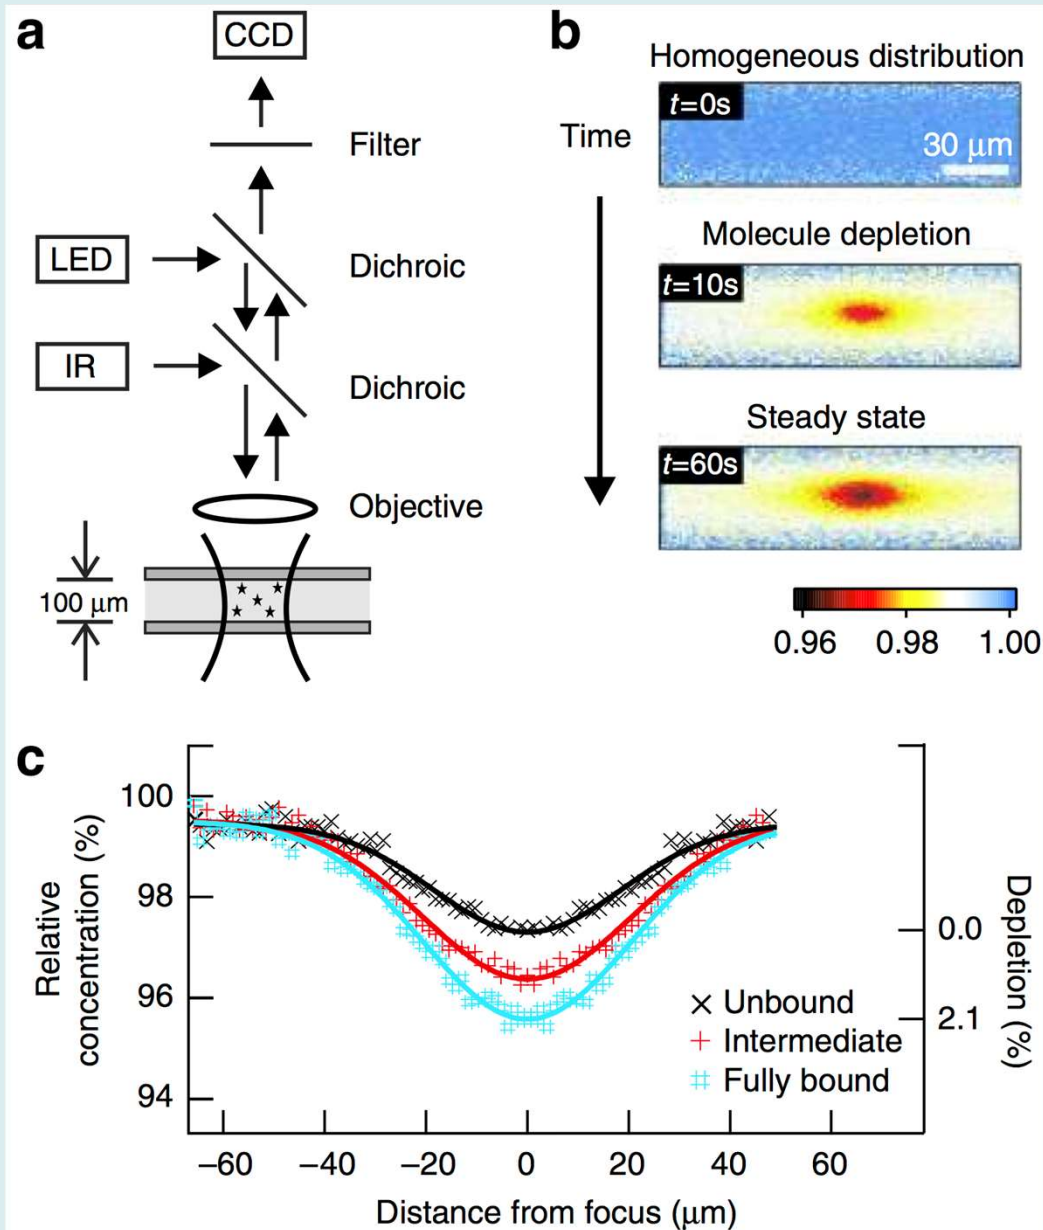 a
CCD
Filter
LED
Dichroic
IR
Dichroic
Objective
100 μm
b
Homogeneous distribution
t=0s
Time
30 μm
Molecule depletion
t=10s
Steady state
t=60s
0.96 0.98 1.00
c
Relative
concentration (%)
100
98
96
94
Depletion (%)
0.0
2.1
Unbound
Intermediate
Fully bound
−60 −40 −20 0 20 40 60
Distance from focus (μm)